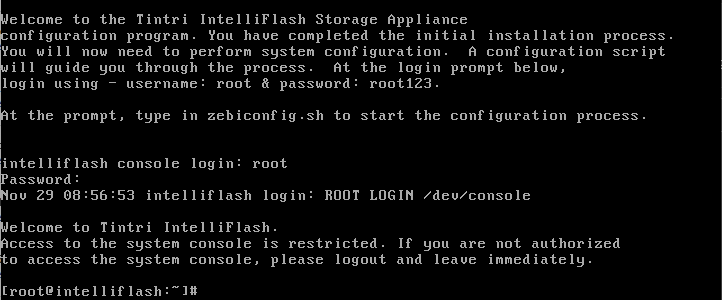 Welcome to the Tintri IntelliFlash Storage Appliance
configuration program. You have completed the initial installation process.
You will now need to perform system configuration.  A configuration script
will guide you through the process.  At the login prompt below,
login using - username: root & password: root123.
At the prompt, type in zebiconfig.sh to start the configuration process.
intelliflash console login: root
Password:
Nov 29 08:56:53 intelliflash login: ROOT LOGIN /dev/console
Welcome to Tintri IntelliFlash.
Access to the system console is restricted. If you are not authorized
to access the system console, please logout and leave immediately.
[root@intelliflash:~]#